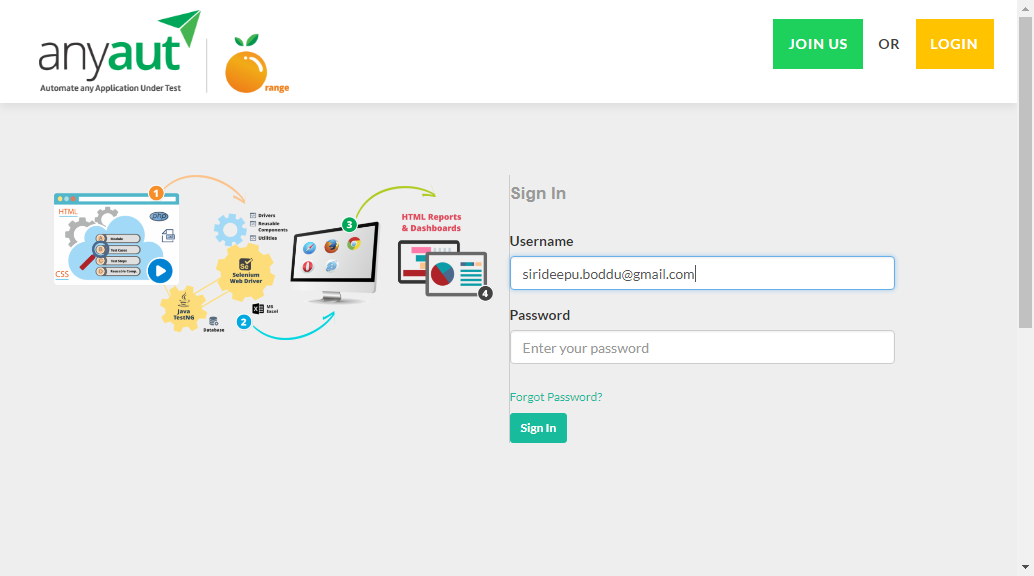 anyaut
Automate any Application Under Test
range
JOIN US OR LOGIN
HTML
CSS
php
Module
Test Cases
Test Steps
Reusable Comp.
1
Drivers
Reusable
Components
Utilities
Se
Selenium
Web Driver
Java
TestNG
Database
MS
Excel
2
3
HTML Reports
& Dashboards
4
Sign In
Username
sirideepu.boddu@gmail.com
Password
Enter your password
Forgot Password?
Sign In